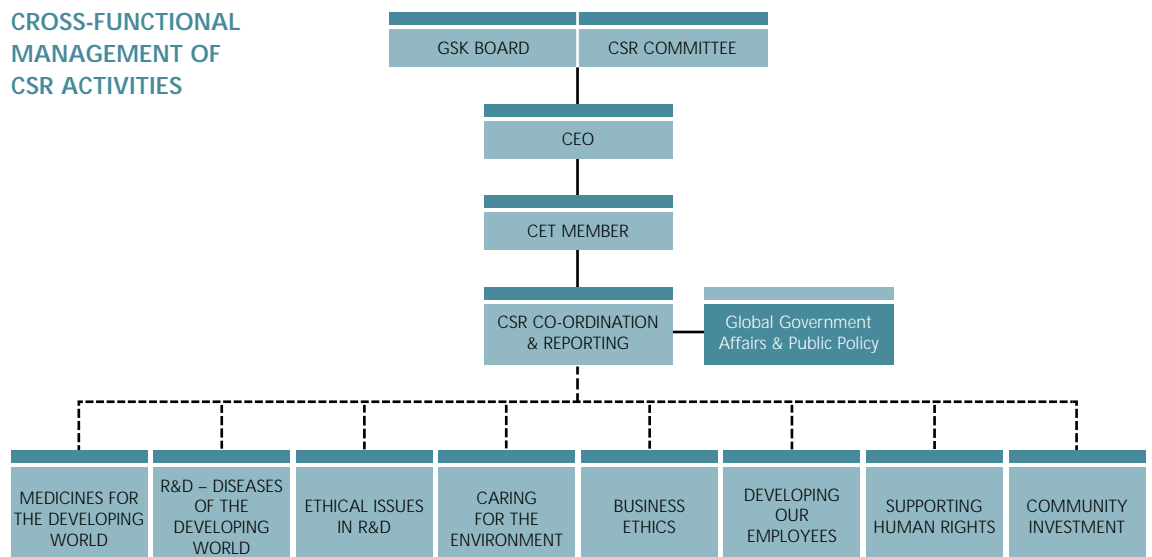 CROSS-FUNCTIONAL
MANAGEMENT OF
CSR ACTIVITIES
GSK BOARD
CSR COMMITTEE
CEO
CET MEMBER
CSR CO-ORDINATION
& REPORTING
Global Government
Affairs & Public Policy
MEDICINES FOR
THE DEVELOPING
WORLD
R&D – DISEASES
OF THE
DEVELOPING
WORLD
ETHICAL ISSUES
IN R&D
CARING
FOR THE
ENVIRONMENT
BUSINESS
ETHICS
DEVELOPING
OUR
EMPLOYEES
SUPPORTING
HUMAN RIGHTS
COMMUNITY
INVESTMENT